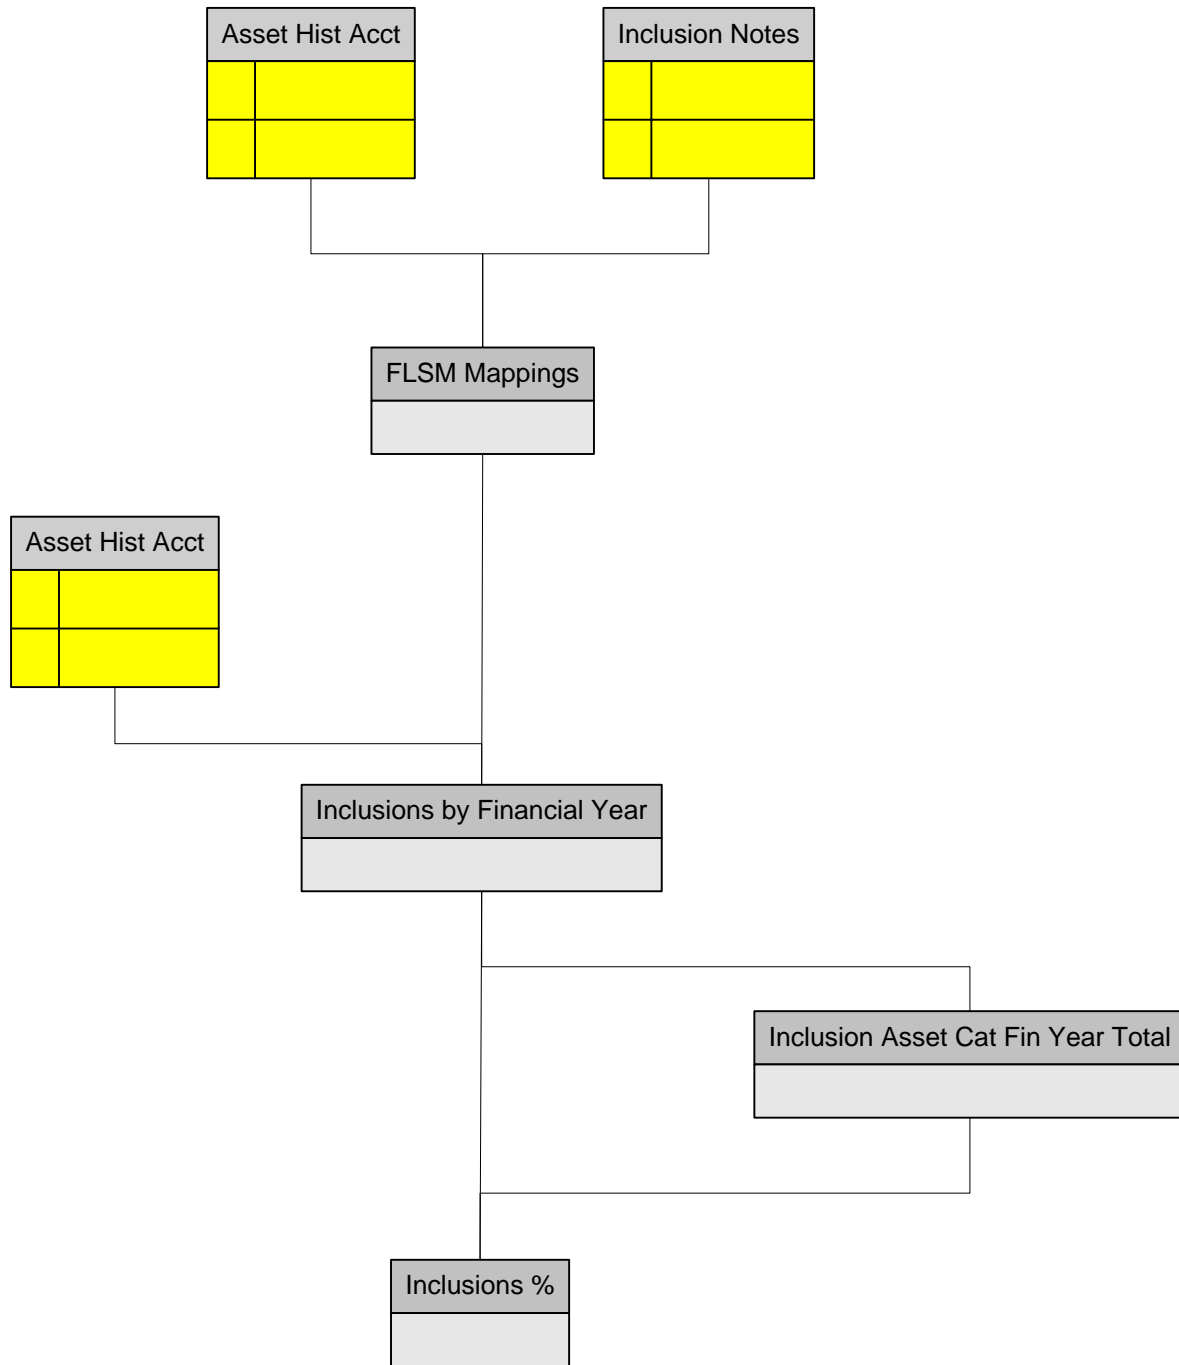 Asset Hist Acct
Inclusion Notes
FLSM Mappings
Asset Hist Acct
Inclusions by Financial Year
Inclusion Asset Cat Fin Year Total
Inclusions %